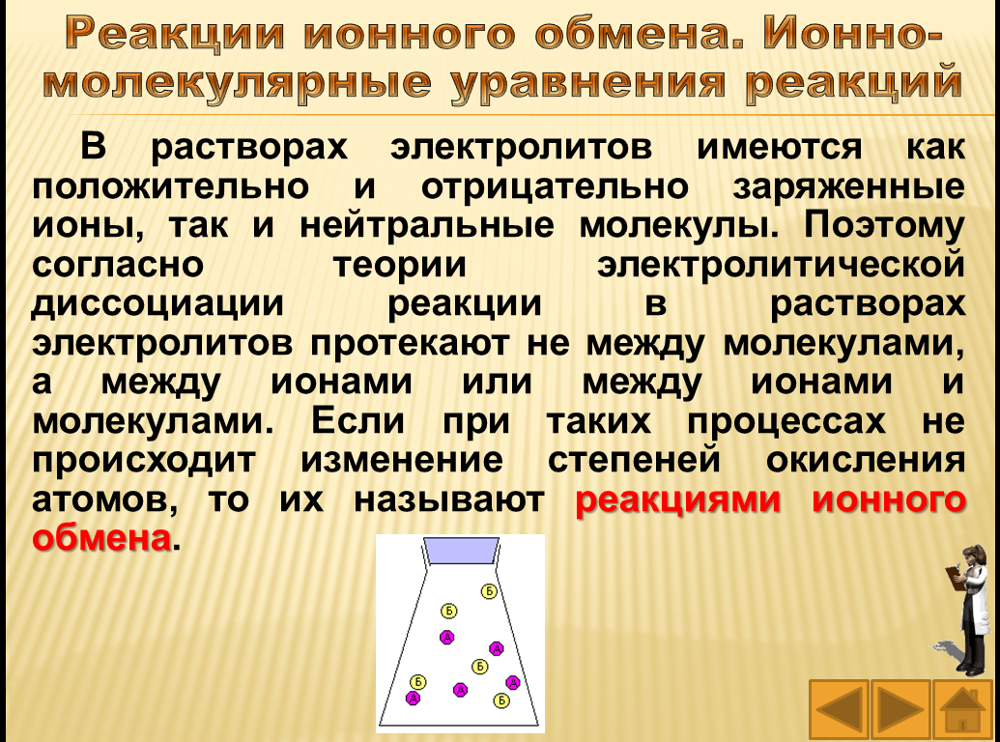 Реакции ионного обмена. Ионно-
молекулярные уравнения реакций
В растворах электролитов имеются как
положительно и отрицательно заряженные
ионы, так и нейтральные молекулы. Поэтому
согласно теории электролитической
диссоциации реакции в растворах
электролитов протекают не между молекулами,
а между ионами или между ионами и
молекулами. Если при таких процессах не
происходит изменение степеней окисления
атомов, то их называют реакциями ионного
обмена.
Б
Б
А
А
Б
Б
А
А
А
Б